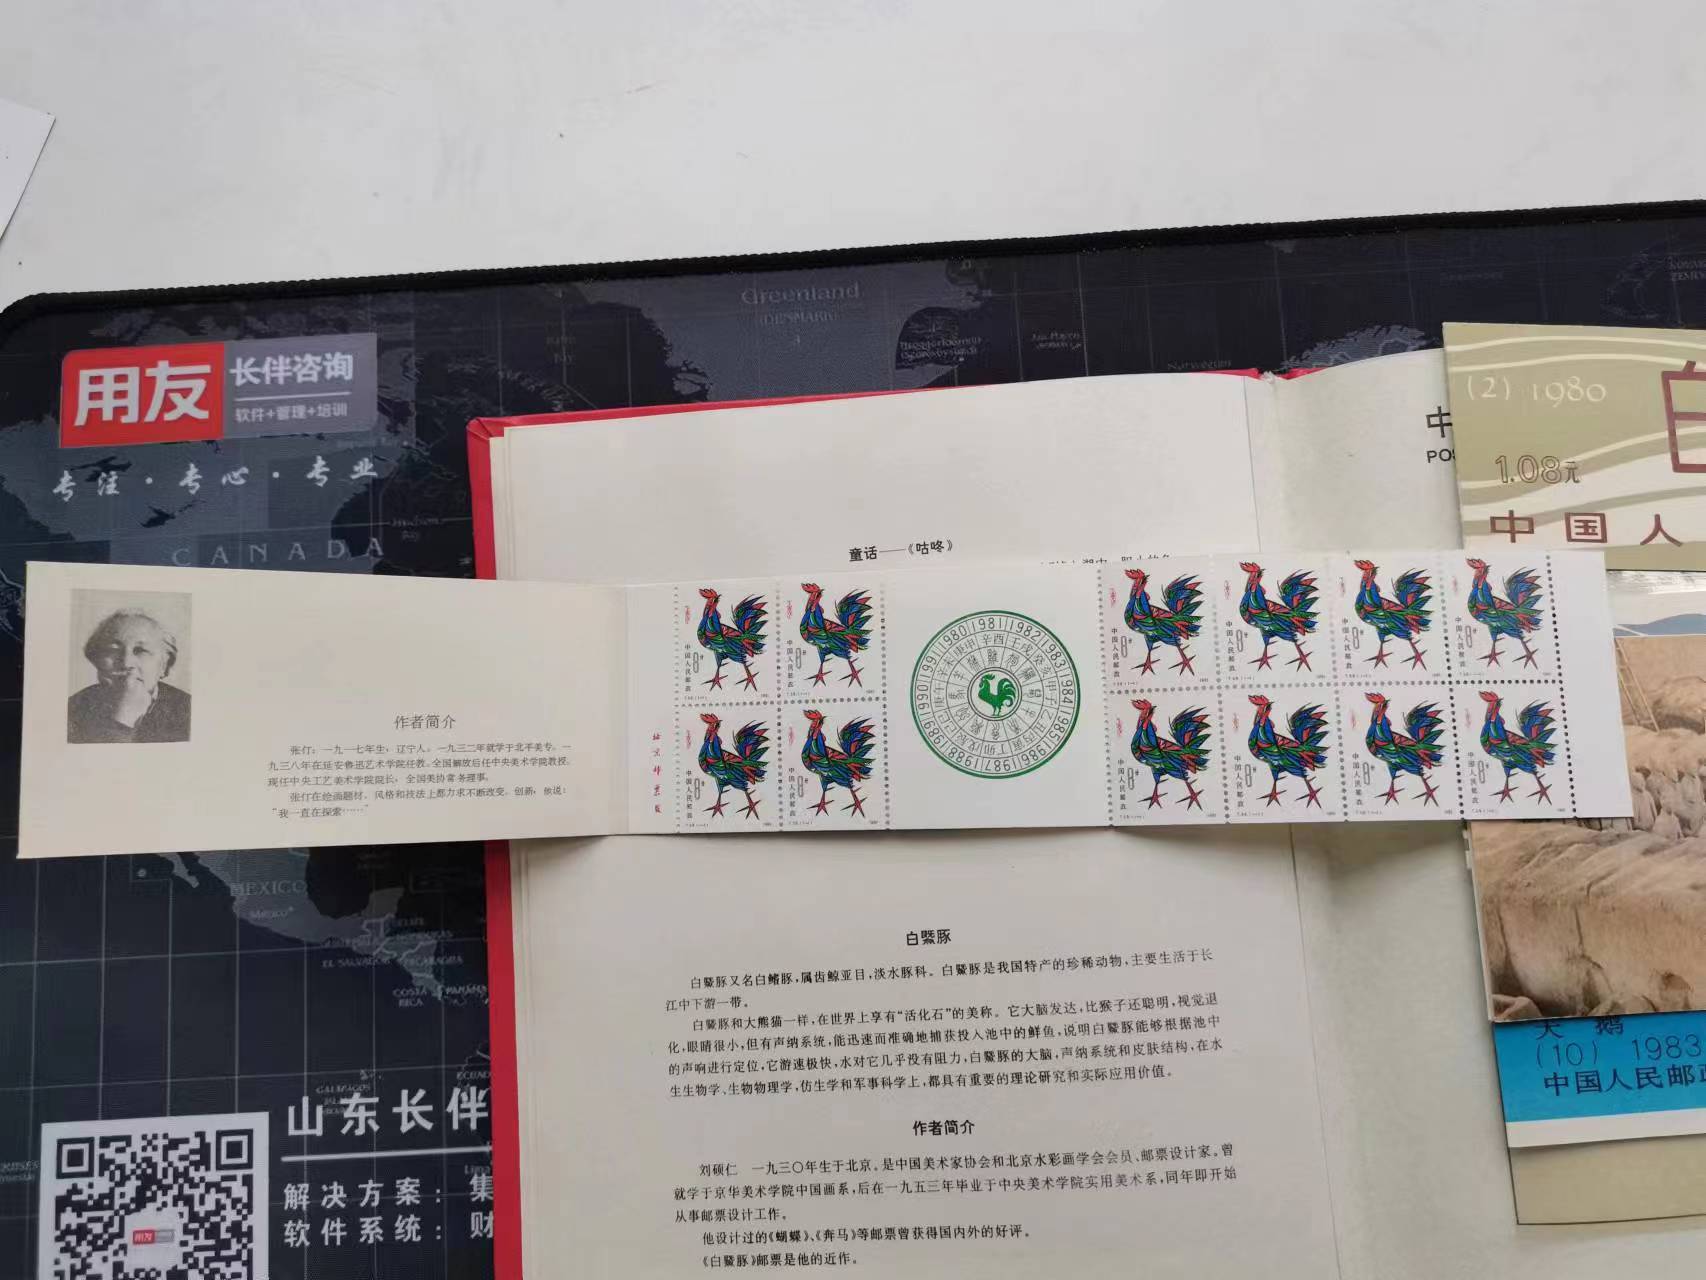 Greenland
(DENMARK)
用友
长伴咨询
软件+管理+培训
专注·专心·专业
CANADA
(2) 1980
1.08元
中国人
中
童话——《咕咚》
作者简介
张仃:一九一七年生,辽宁人。一九三二年就学于北平美专,一
九三八年在延安鲁迅艺术学院任教。全国解放后任中央美术学院教授,
现任中央工艺美术学院院长,全国美协常务理事。
张仃在绘画题材、风格和技法上都力求不断改变、创新,他说:
“我一直在探索……”
北京邮票厂
中国人民邮政
8分
T.58.(1-1) 1981
1980 1981 1982 1983 1984 1985 1986 1987 1988 1989 1990 1991
MEXICO
白鱀豚
白鱀豚又名白鳍豚,属齿鲸亚目,淡水豚科。白鱀豚是我国特产的珍稀动物,主要生活于长
江中下游一带。
白鱀豚和大熊猫一样,在世界上享有“活化石”的美称。它大脑发达,比猴子还聪明,视觉退
化,眼睛很小,但有声纳系统,能迅速而准确地捕获投入池中的鲜鱼,说明白鱀豚能够根据池中
的声响进行定位,它游速极快,水对它几乎没有阻力,白鱀豚的大脑,声纳系统和皮肤结构,在水
生生物学、生物物理学,仿生学和军事科学上,都具有重要的理论研究和实际应用价值。
作者简介
刘硕仁 一九三〇年生于北京。是中国美术家协会和北京水彩画学会会员、邮票设计家。曾
就学于京华美术学院中国画系,后在一九五三年毕业于中央美术学院实用美术系,同年即开始
从事邮票设计工作。
他设计过的《蝴蝶》、《奔马》等邮票曾获得国内外的好评。
《白鱀豚》邮票是他的近作。
天鹅
(10) 1983
中国人民邮政
山东长伴
解决方案:集
软件系统:财
用友